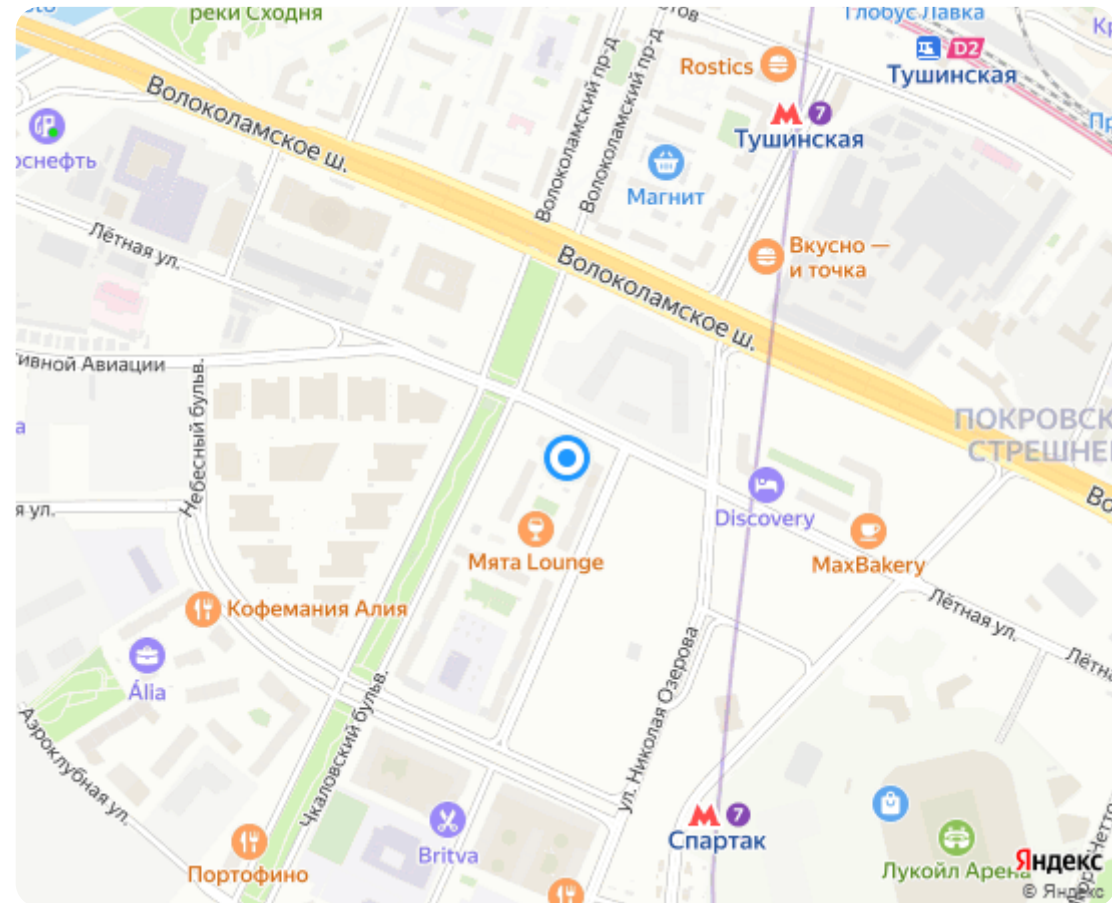 реки Сходня
Глобус Лавка
D2
Тушинская
Rostics
7
Тушинская
Волоколамский пр-д
Волоколамский пр-д
Волоколамское ш.
Магнит
Вкусно —
и точка
Лётная ул.
Волоколамское ш.
ивной Авиации
Небесный бульв.
ПОКРОВСК
СТРЕШНЕ
Discovery
MaxBakery
Мята Lounge
Кофемания Алия
Лётная ул.
Ália
Аэроклубная ул.
Чкаловский бульв.
ул. Николая Озерова
7
Спартак
Britva
Портофино
Лукойл Арена
Яндекс
© Яндекс